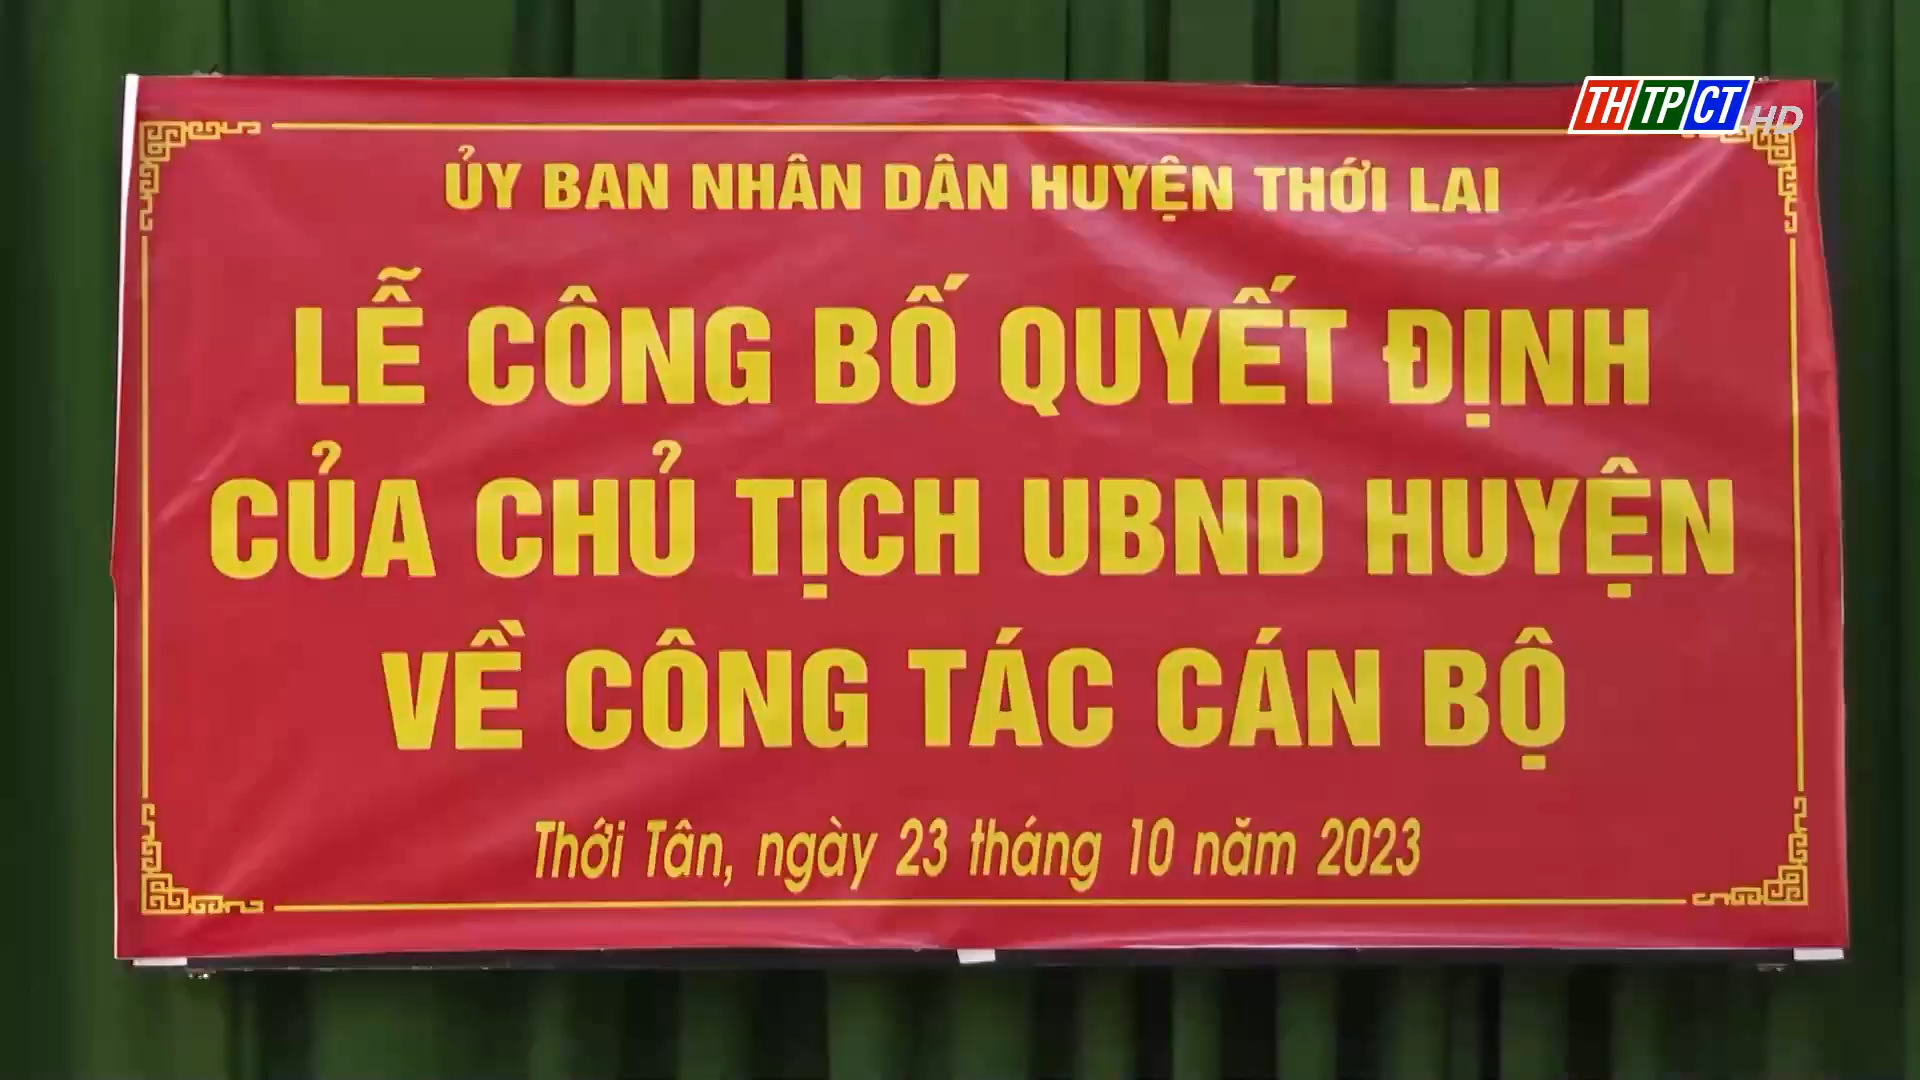 THTPCT HD
ỦY BAN NHÂN DÂN HUYỆN THỚI LAI
LỄ CÔNG BỐ QUYẾT ĐỊNH
CỦA CHỦ TỊCH UBND HUYỆN
VỀ CÔNG TÁC CÁN BỘ
Thới Tân, ngày 23 tháng 10 năm 2023